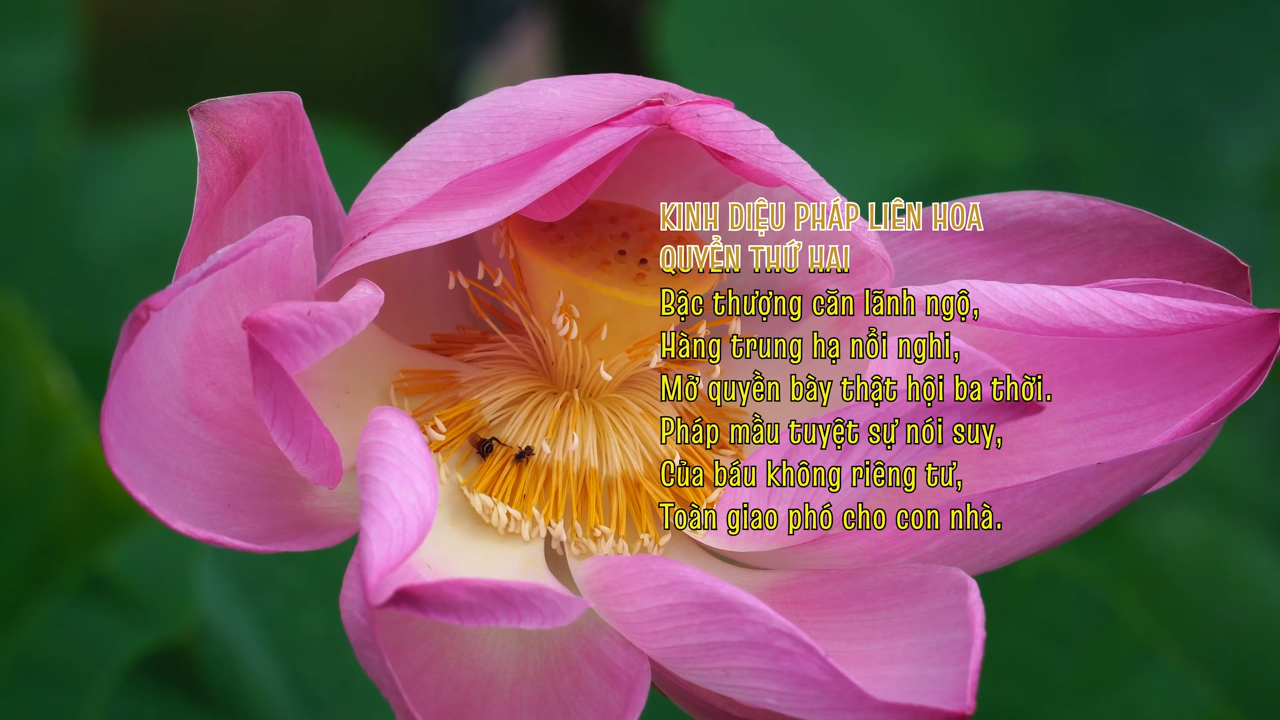 KINH DIỆU PHÁP LIÊN HOA
QUYỂN THỨ HAI
Bậc thượng căn lãnh ngộ,
Hàng trung hạ nổi nghi,
Mở quyền bày thật hội ba thời.
Pháp mầu tuyệt sự nói suy,
Của báu không riêng tư,
Toàn giao phó cho con nhà.